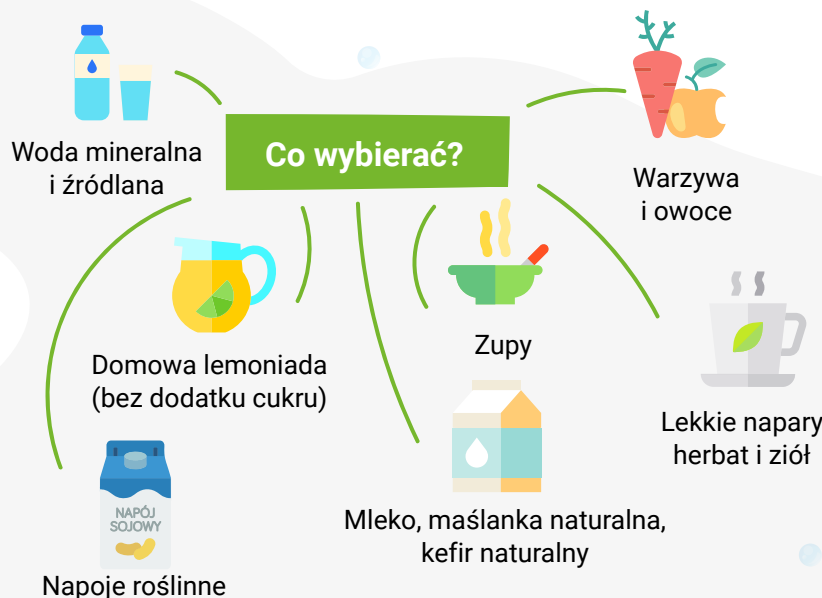 Co wybierać?
Woda mineralna
i źródlana
Warzywa
i owoce
Domowa lemoniada
(bez dodatku cukru)
Zupy
Lekkie napary
herbat i ziół
NAPÓJ
SOJOWY
Napoje roślinne
Mleko, maślanka naturalna,
kefir naturalny